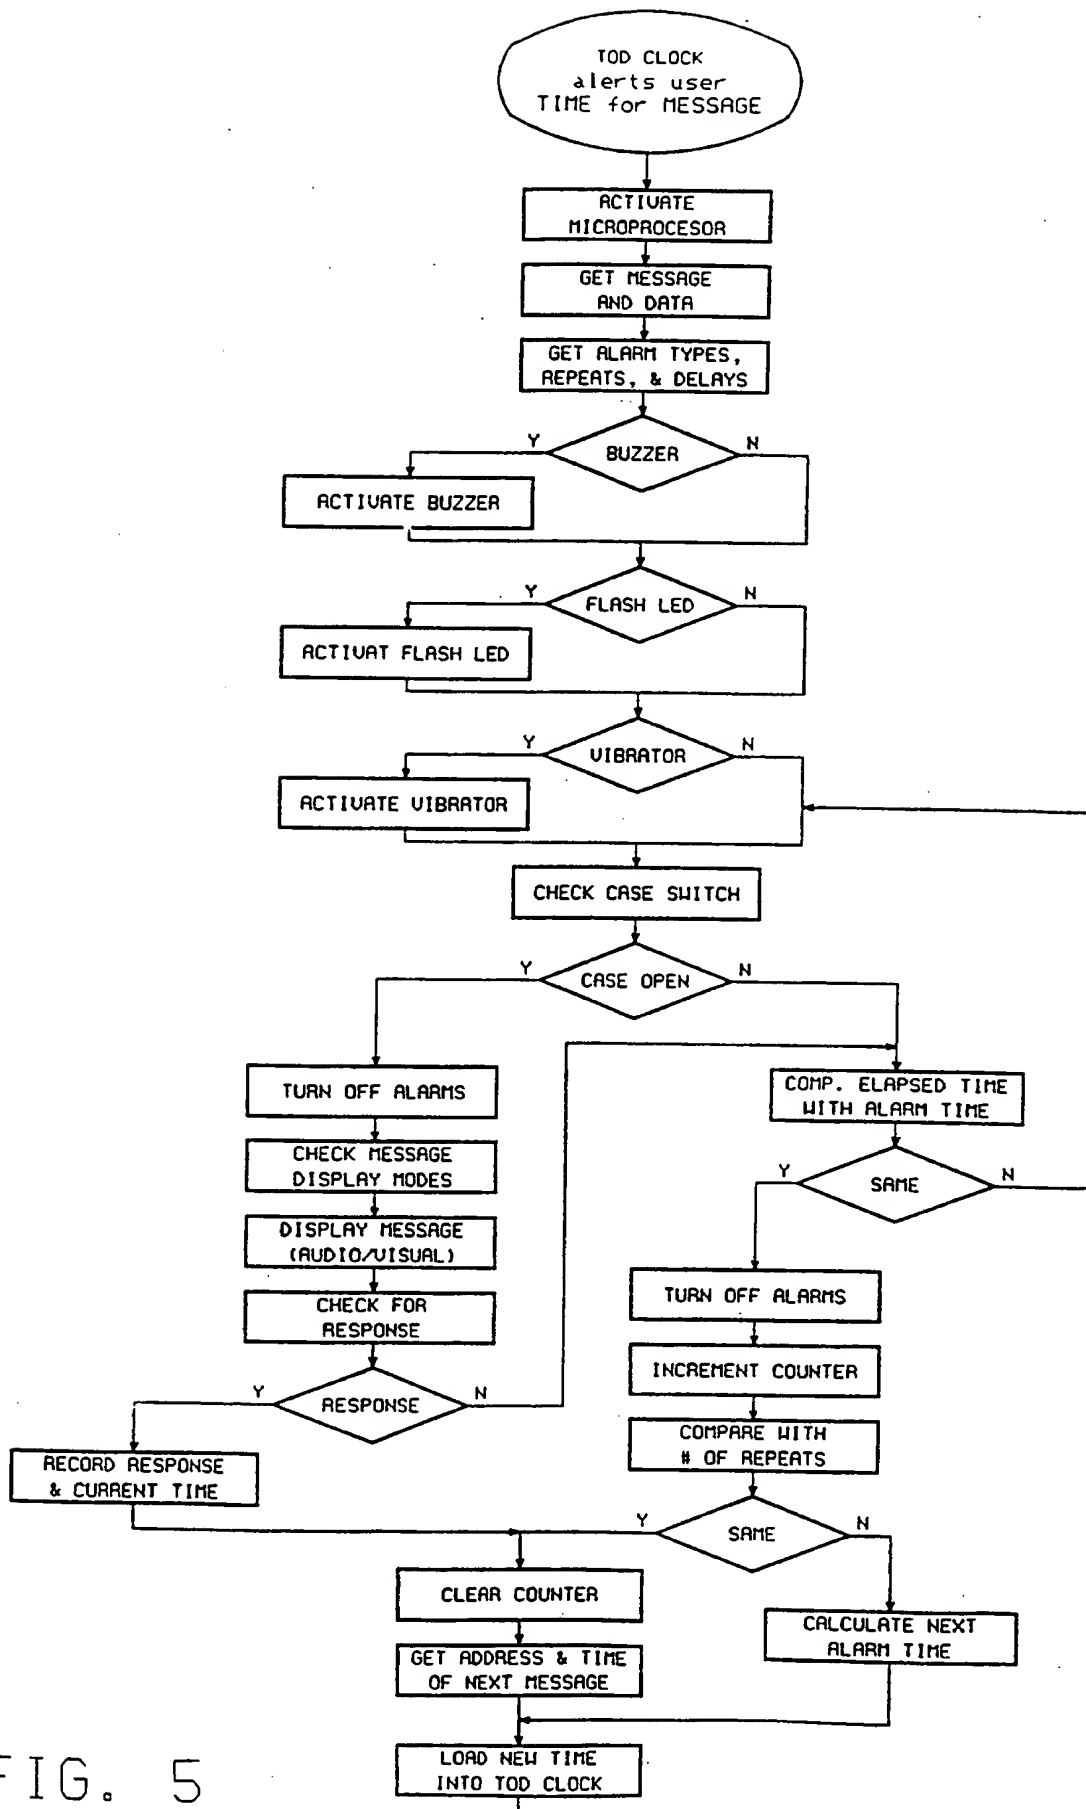 TOD CLOCK
alerts user
TIME for MESSAGE
ACTIVATE
MICROPROCESOR
GET MESSAGE
AND DATA
GET ALARM TYPES,
REPEATS, & DELAYS
Y
BUZZER
N
ACTIVATE BUZZER
Y
FLASH LED
N
ACTIVAT FLASH LED
Y
VIBRATOR
N
ACTIVATE VIBRATOR
CHECK CASE SWITCH
Y
CASE OPEN
N
TURN OFF ALARMS
COMP. ELAPSED TIME
WITH ALARM TIME
CHECK MESSAGE
DISPLAY MODES
Y
SAME
N
DISPLAY MESSAGE
(AUDIO/VISUAL)
TURN OFF ALARMS
CHECK FOR
RESPONSE
INCREMENT COUNTER
Y
RESPONSE
N
COMPARE WITH
# OF REPEATS
RECORD RESPONSE
& CURRENT TIME
Y
SAME
N
CLEAR COUNTER
CALCULATE NEXT
ALARM TIME
GET ADDRESS & TIME
OF NEXT MESSAGE
LOAD NEW TIME
INTO TOD CLOCK
FIG. 5